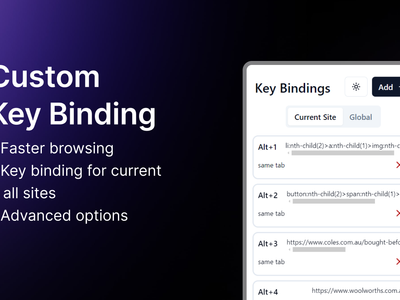 Custom
Key Binding
Faster browsing
Key binding for current
all sites
Advanced options
Key Bindings
Add
Current Site
Global
Alt+1
li:nth-child(2)>a:nth-child(1)>img:nth-c
same tab
Alt+2
button:nth-child(2)>span:nth-child(1)>
same tab
Alt+3
https://www.coles.com.au/bought-befo
same tab
Alt+4
https://www.woolworths.com.a